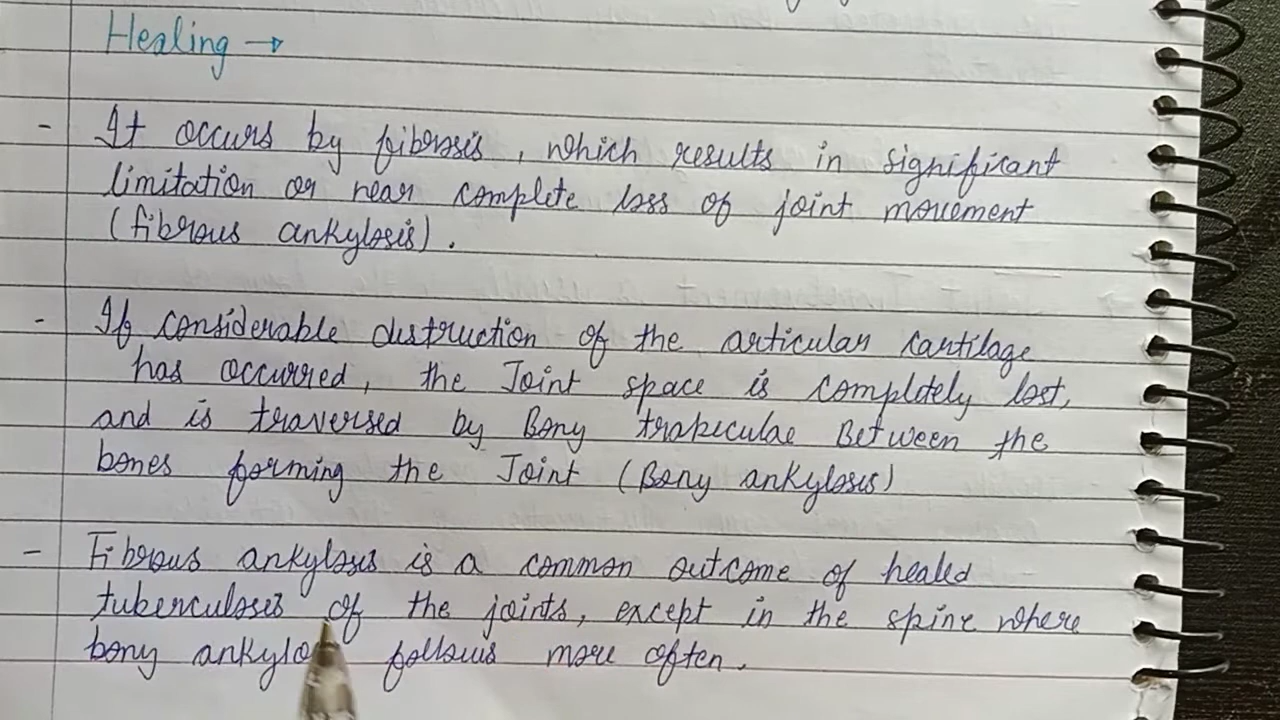 Healing →
- It occurs by fibrosis, which results in significant
limitation or near complete loss of joint movement
(fibrous ankylosis).
- If considerable destruction of the articular cartilage
has occurred, the Joint space is completely lost,
and is traversed by Bony trabeculae Between the
bones forming the Joint (Bony ankylosis)
- Fibrous ankylosis is a common outcome of healed
tuberculosis of the joints, except in the spine where
bony follows more often.